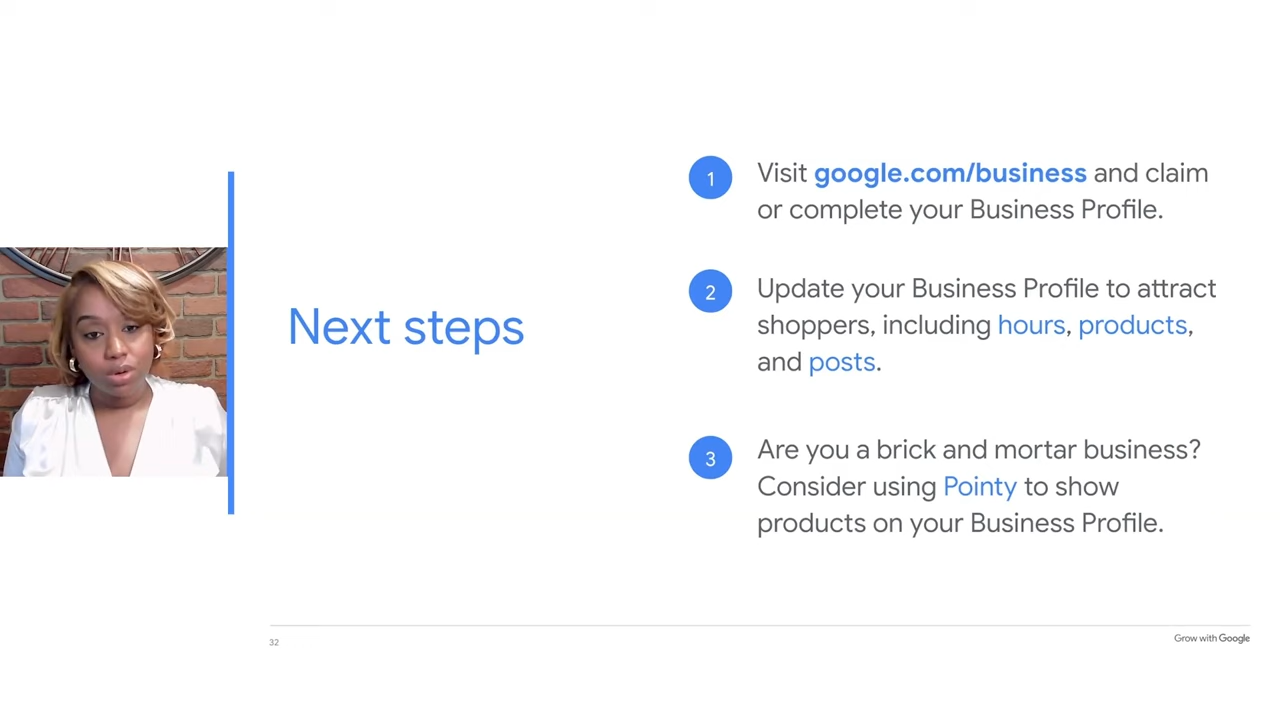 Next steps
1
Visit google.com/business and claim
or complete your Business Profile.
2
Update your Business Profile to attract
shoppers, including hours, products,
and posts.
3
Are you a brick and mortar business?
Consider using Pointy to show
products on your Business Profile.
32
Grow with Google